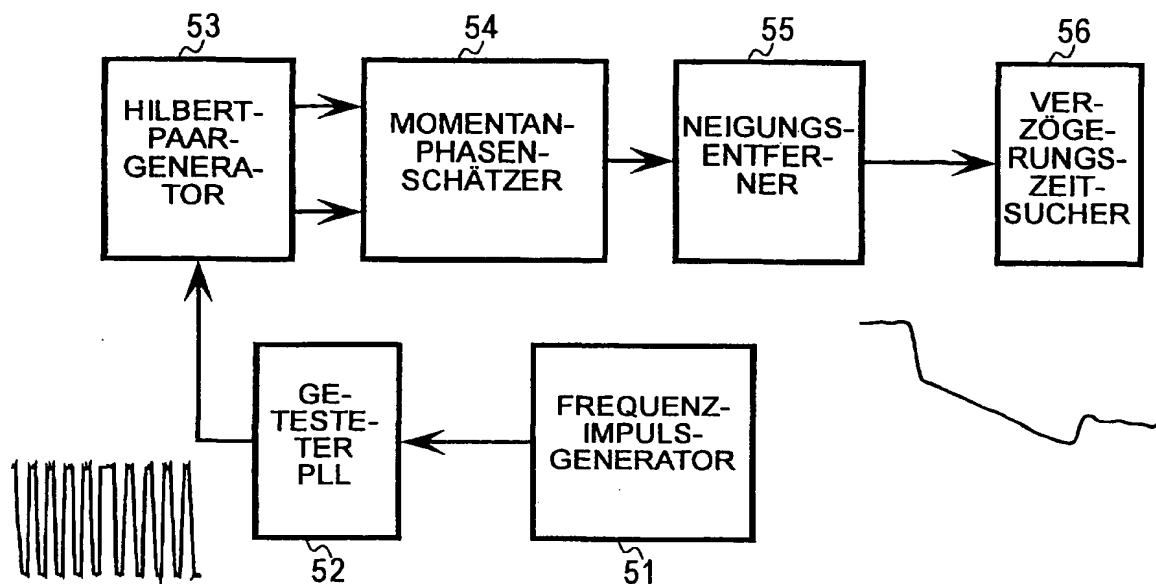 53
54
55
56
HILBERT-
PAAR-
GENERA-
TOR
MOMENTAN-
PHASEN-
SCHÄTZER
NEIGUNGS-
ENTFER-
NER
VER-
ZÖGE-
RUNGS-
ZEIT-
SUCHER
GE-
TESTE-
TER
PLL
FREQUENZ-
IMPULS-
GENERATOR
52
51